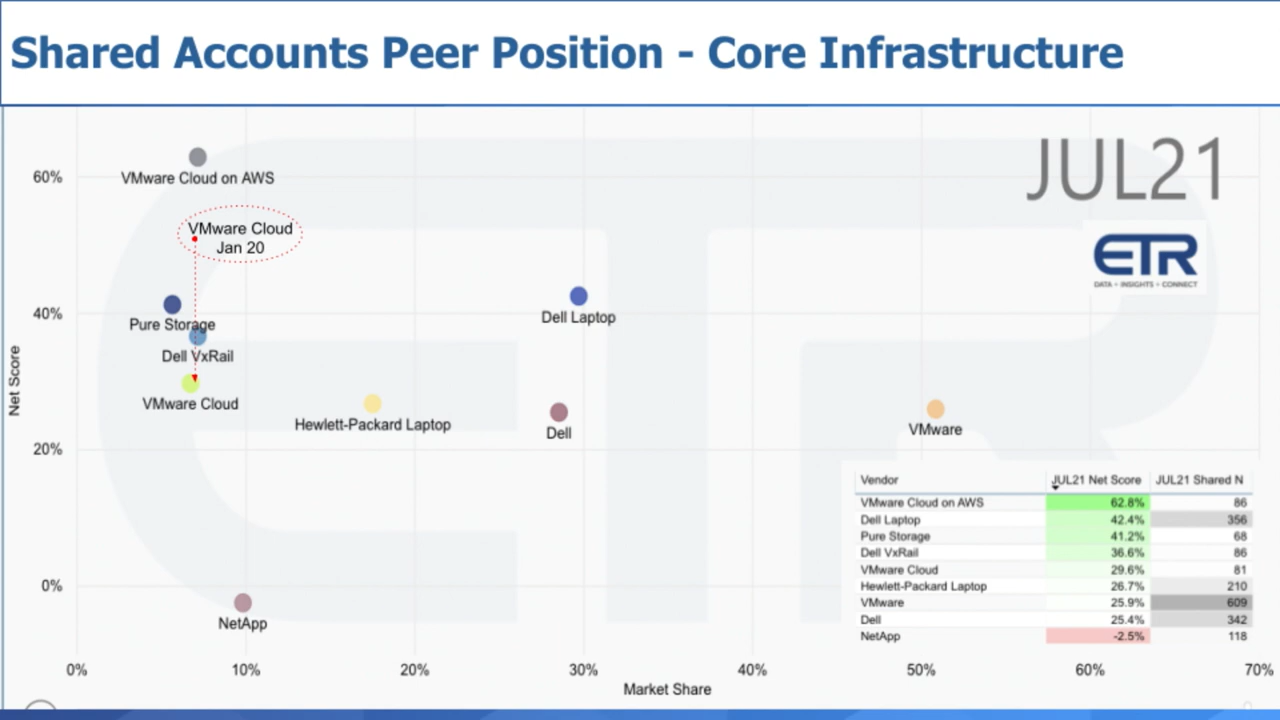 Shared Accounts Peer Position - Core Infrastructure
JUL21
ETR
DATA • INSIGHTS • CONNECT
Net Score
60%
40%
20%
0%
VMware Cloud on AWS
VMware Cloud
Jan 20
Pure Storage
Dell VxRail
VMware Cloud
Hewlett-Packard Laptop
Dell Laptop
Dell
VMware
NetApp
Vendor JUL21 Net Score JUL21 Shared N
VMware Cloud on AWS 62.8% 86
Dell Laptop 42.4% 356
Pure Storage 41.2% 68
Dell VxRail 36.6% 86
VMware Cloud 29.6% 81
Hewlett-Packard Laptop 26.7% 210
VMware 25.9% 609
Dell 25.4% 342
NetApp -2.5% 118
0% 10% 20% 30% 40% 50% 60% 70%
Market Share